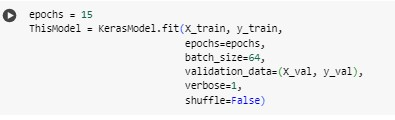 epochs = 15
ThisModel = KerasModel.fit(X_train, y_train,
epochs=epochs,
batch_size=64,
validation_data=(X_val, y_val),
verbose=1,
shuffle=False)